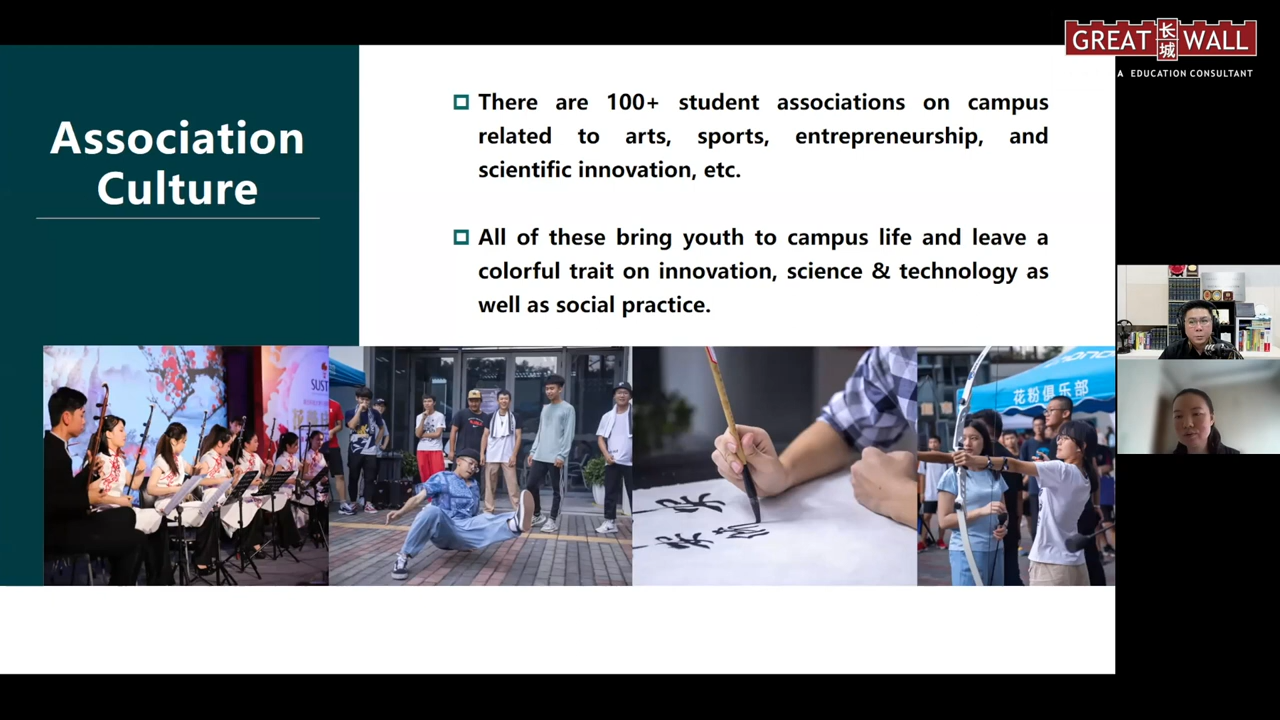 GREAT 长城 WALL
A EDUCATION CONSULTANT
Association
Culture
There are 100+ student associations on campus
related to arts, sports, entrepreneurship, and
scientific innovation, etc.
All of these bring youth to campus life and leave a
colorful trait on innovation, science & technology as
well as social practice.
SUST
花粉俱乐部